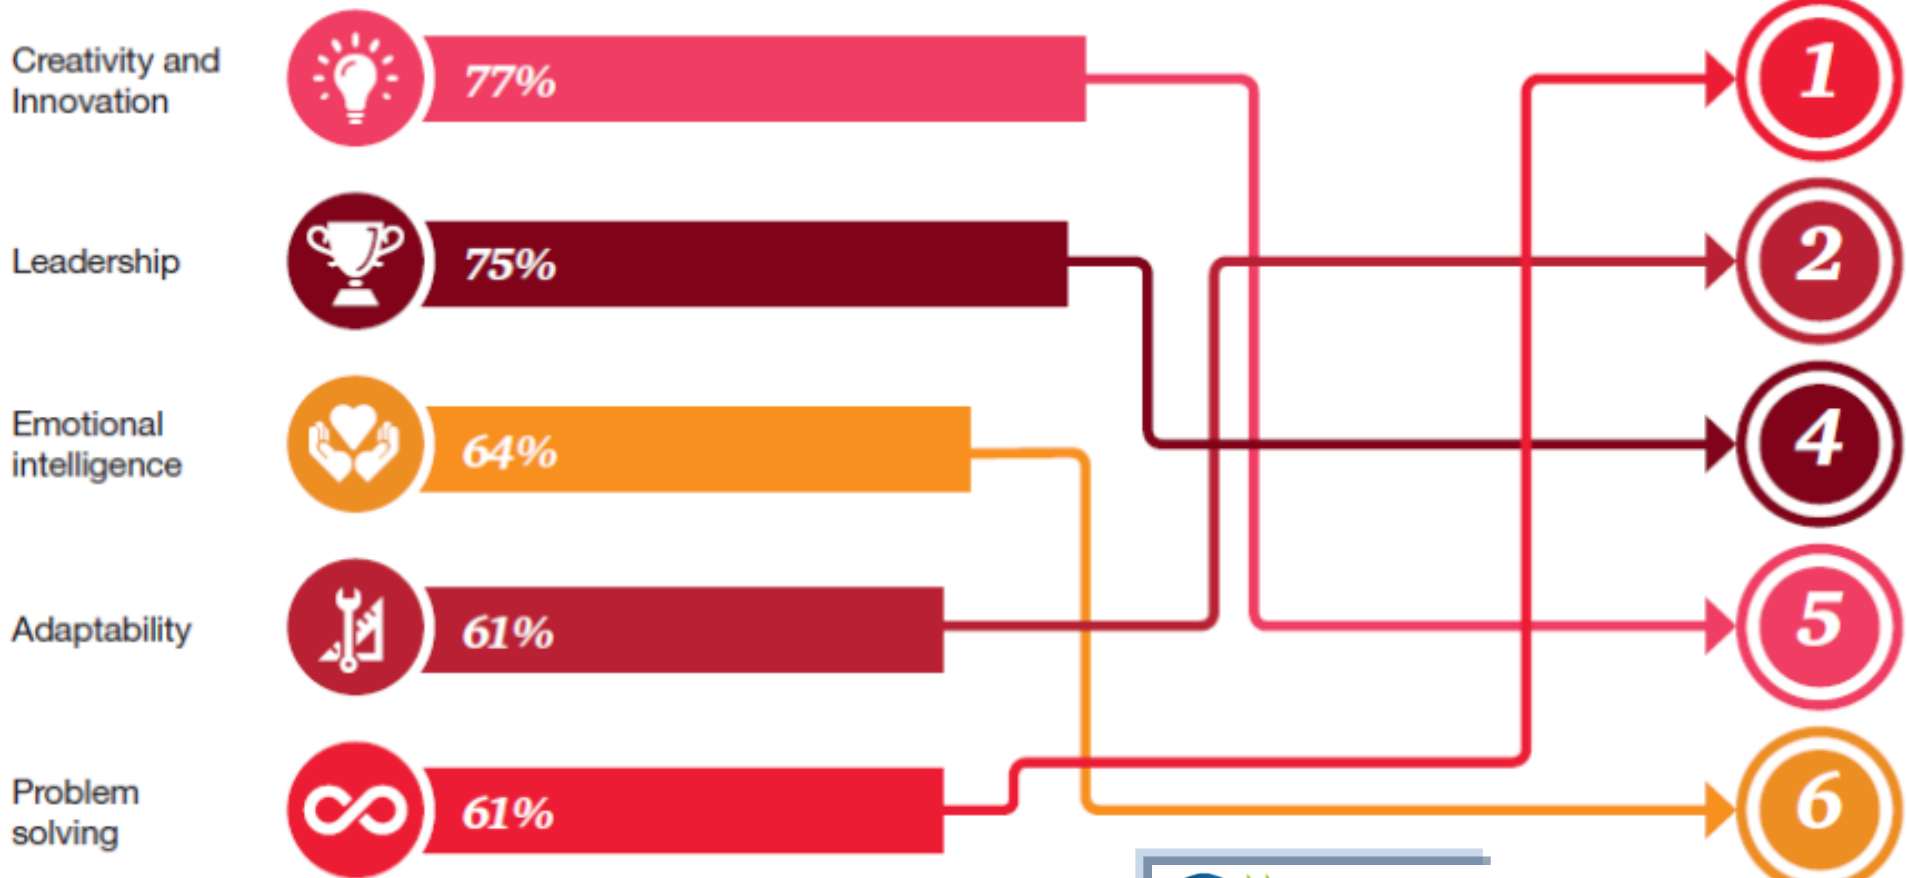 Creativity and
Innovation
77%
1
Leadership
75%
2
Emotional
intelligence
64%
4
Adaptability
61%
5
Problem
solving
61%
6